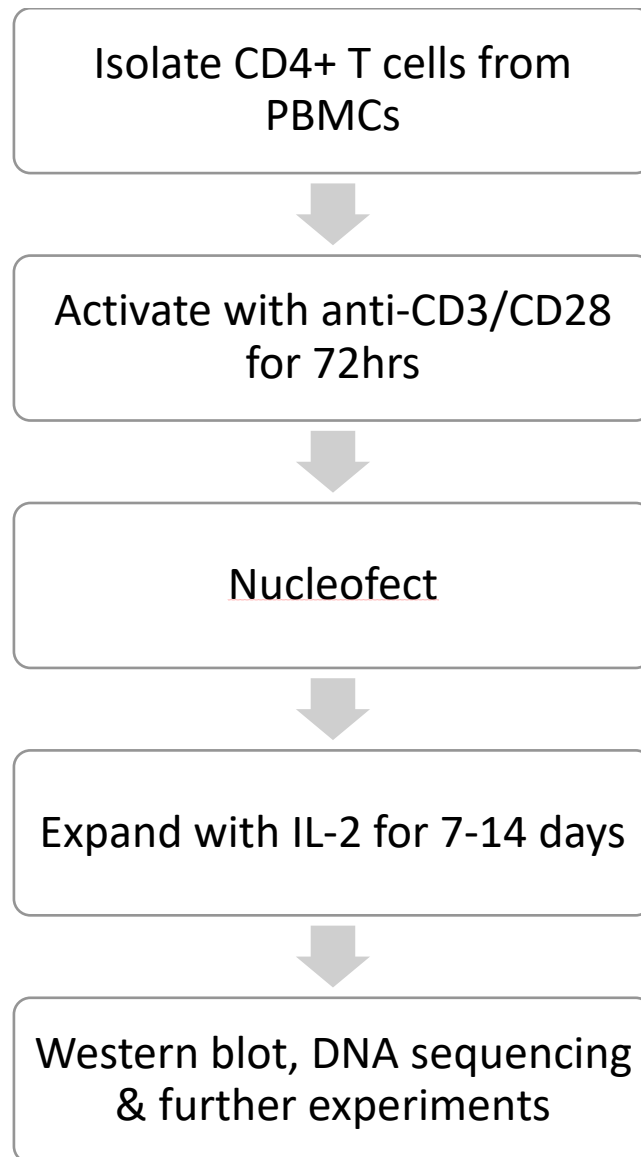 Isolate CD4+ T cells from
PBMCs
Activate with anti-CD3/CD28
for 72hrs
Nucleofect
Expand with IL-2 for 7-14 days
Western blot, DNA sequencing
& further experiments